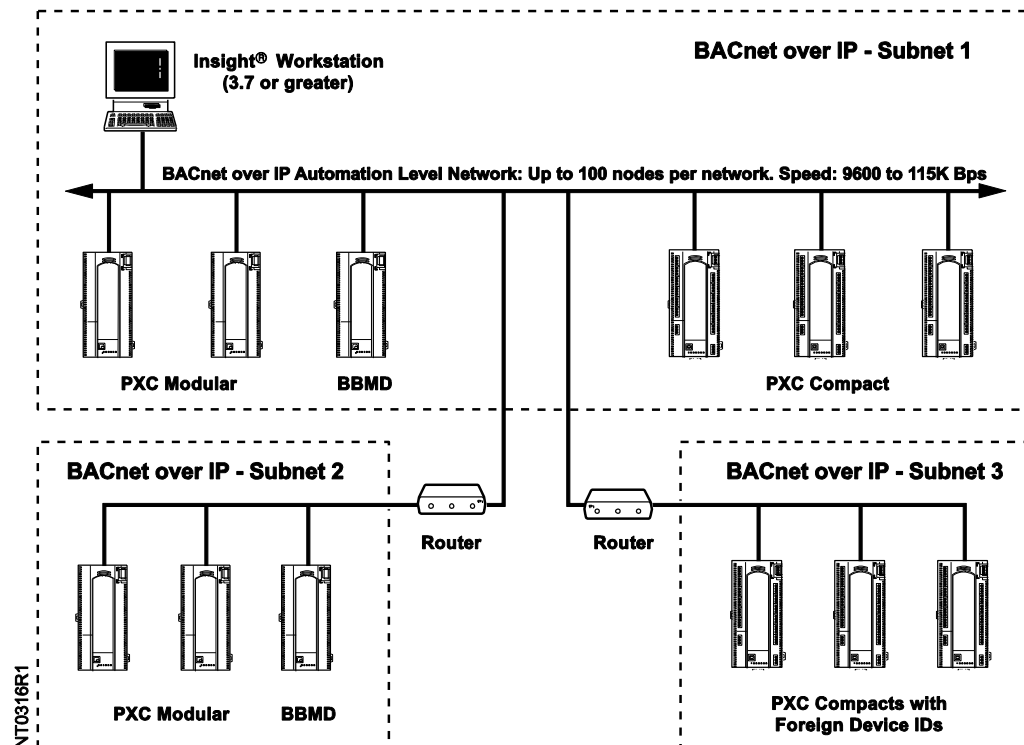 BACnet over IP - Subnet 1
Insight® Workstation
(3.7 or greater)
BACnet over IP Automation Level Network: Up to 100 nodes per network. Speed: 9600 to 115K Bps
PXC Modular
BBMD
PXC Compact
BACnet over IP - Subnet 2
BACnet over IP - Subnet 3
Router
Router
PXC Modular
BBMD
PXC Compacts with
Foreign Device IDs
NT0316R1